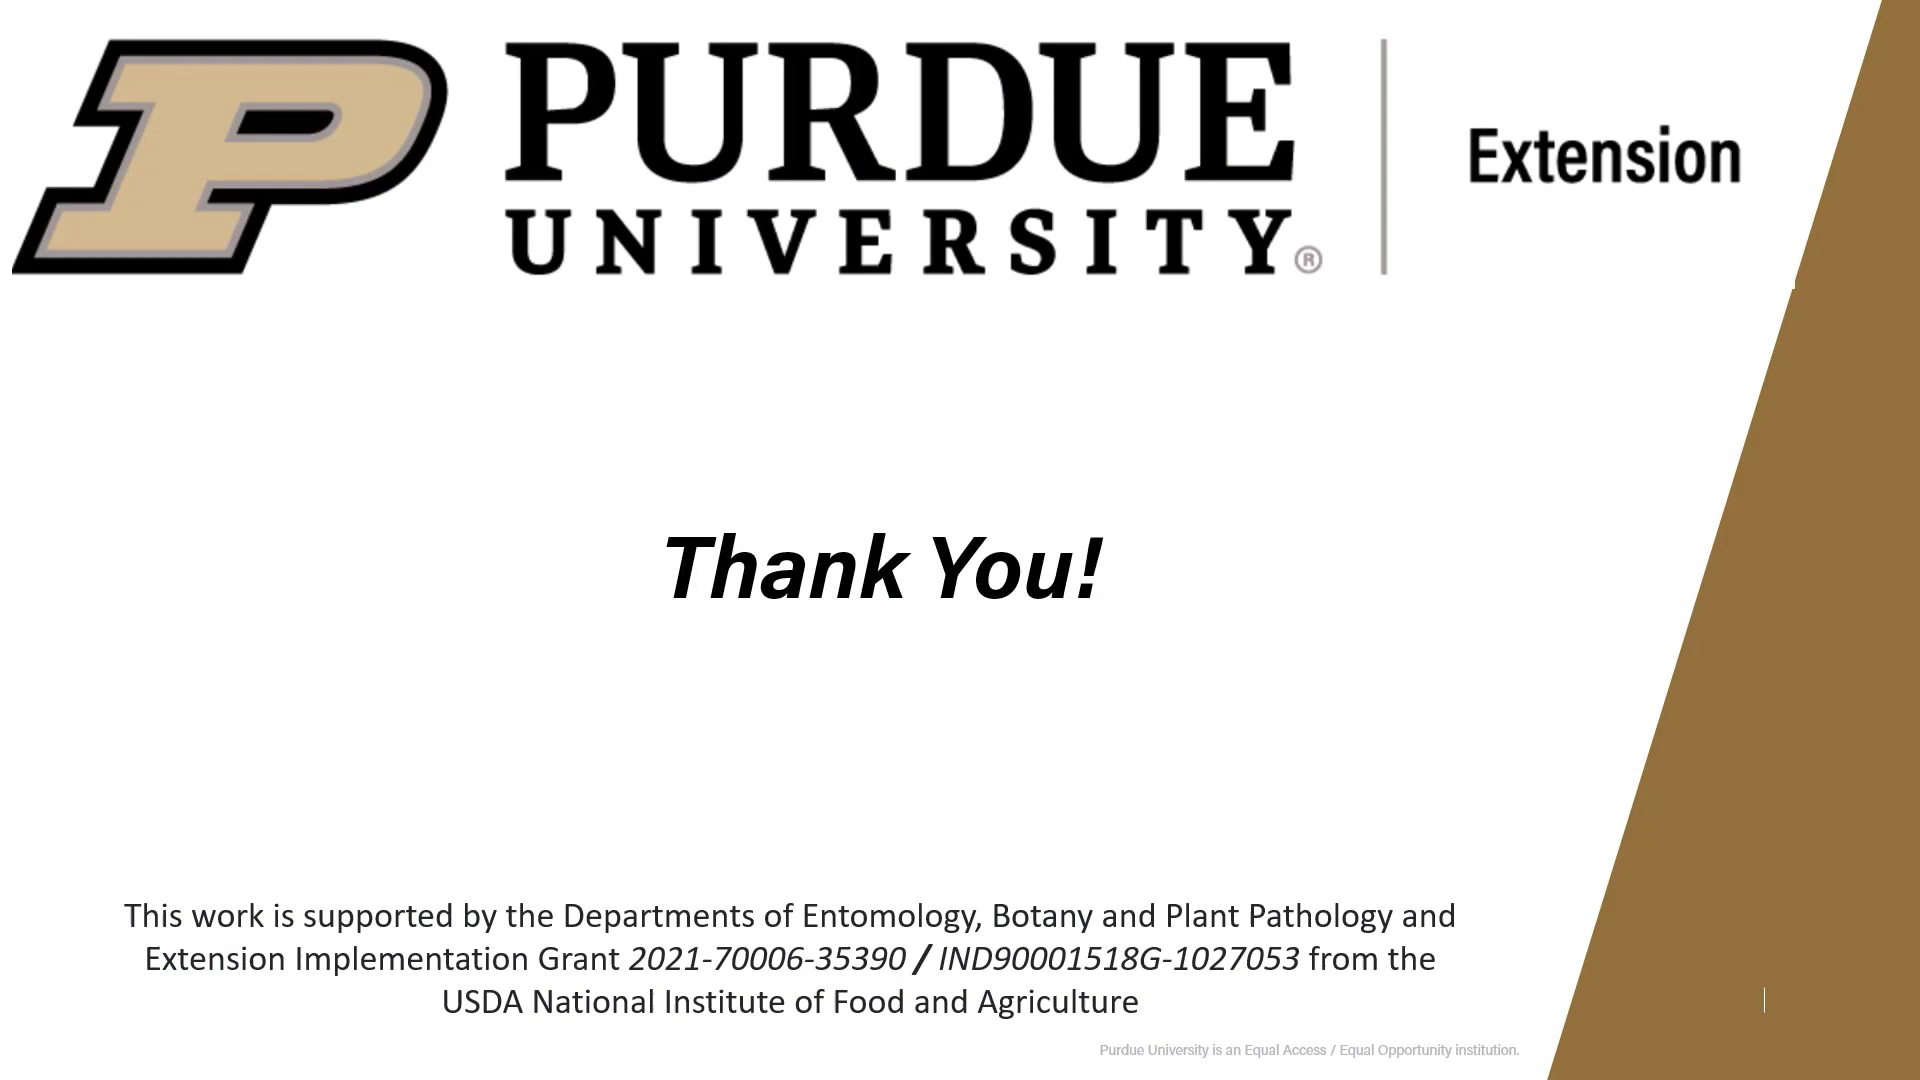 P PURDUE
UNIVERSITY®
Extension
Thank You!
This work is supported by the Departments of Entomology, Botany and Plant Pathology and
Extension Implementation Grant 2021-70006-35390 / IND90001518G-1027053 from the
USDA National Institute of Food and Agriculture
Purdue University is an Equal Access / Equal Opportunity institution.